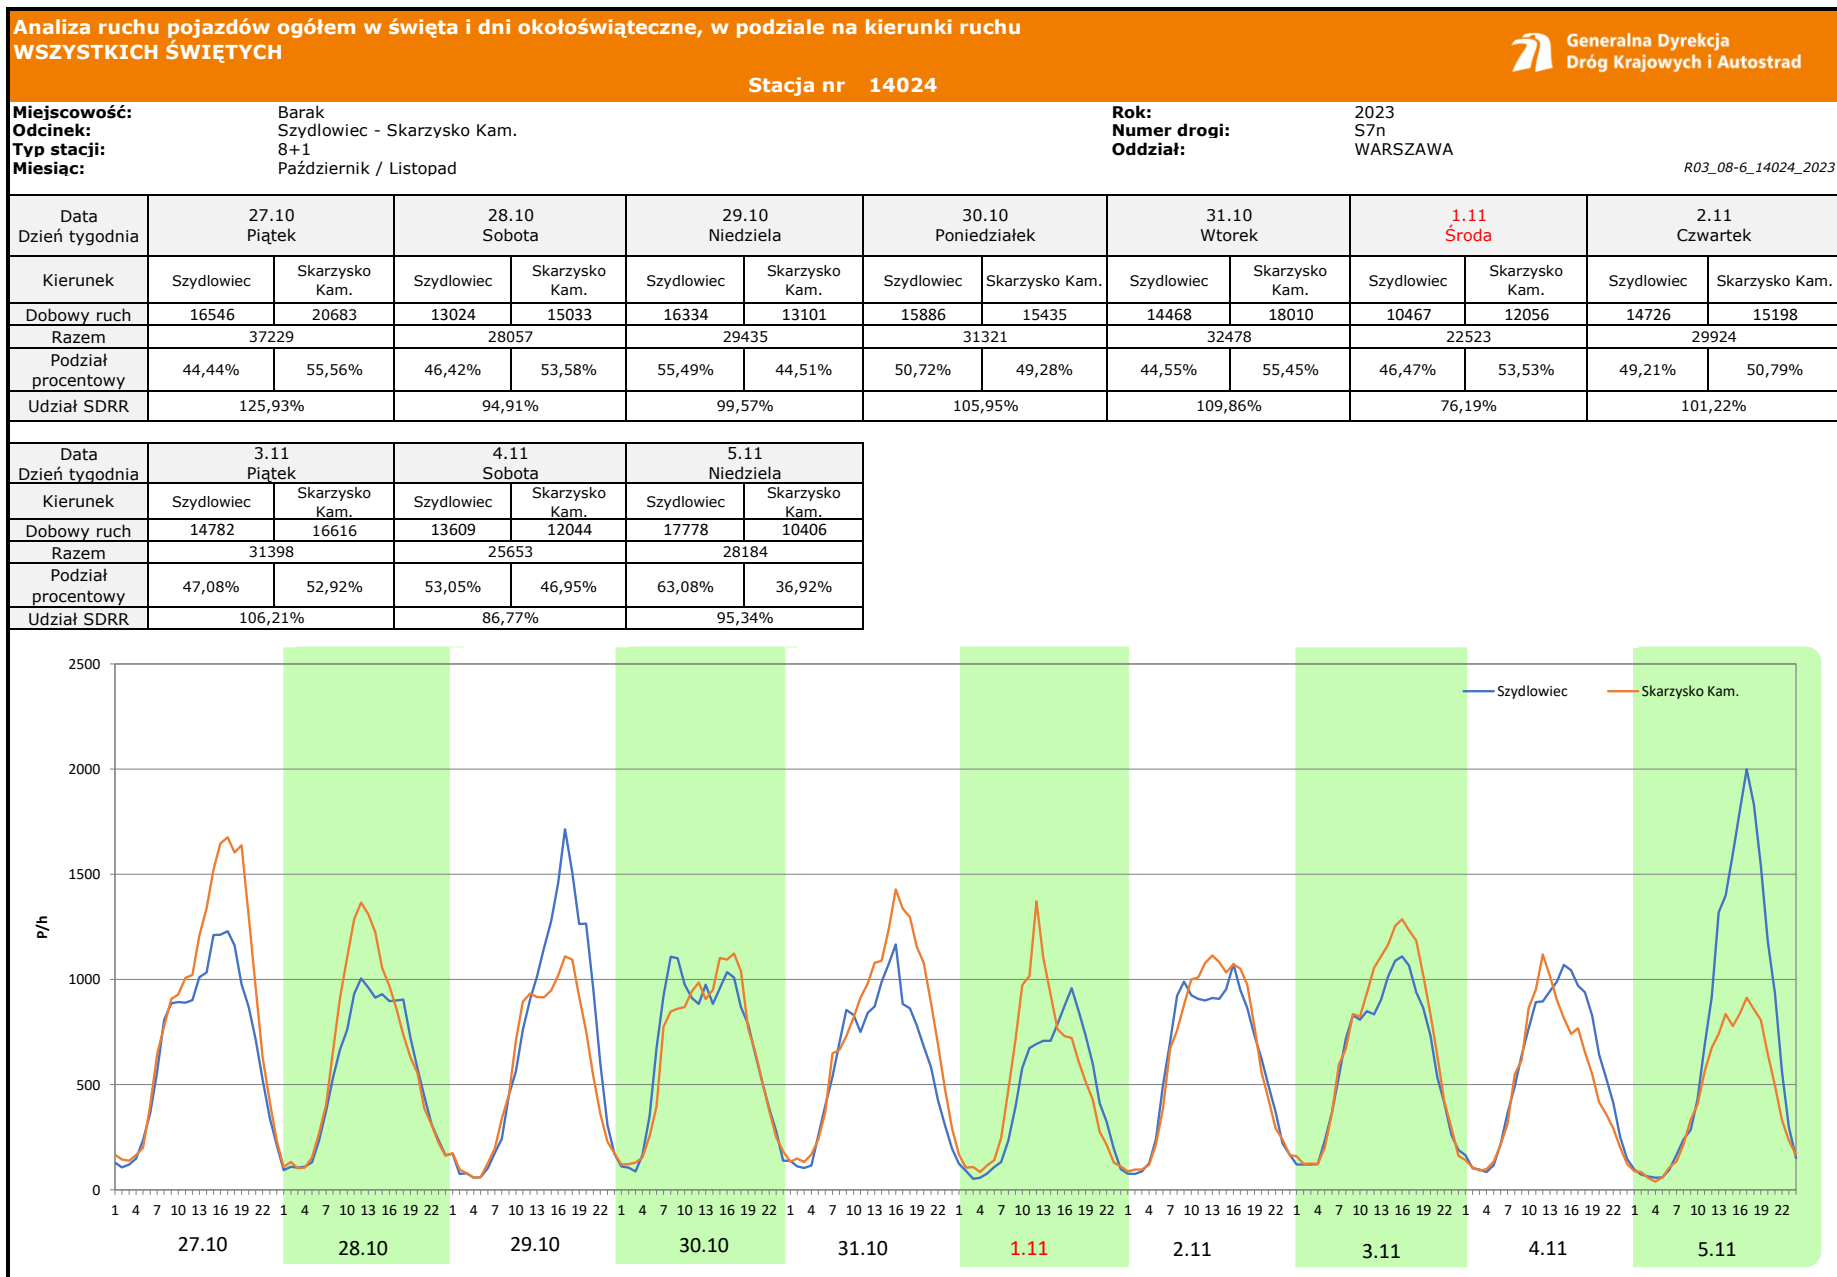 Analiza ruchu pojazdów ogółem w święta i dni okołoświąteczne, w podziale na kierunki ruchu
WSZYSTKICH ŚWIĘTYCH
Generalna Dyrekcja
Dróg Krajowych i Autostrad
Stacja nr 14024
Miejscowość: Barak Rok: 2023
Odcinek: Szydlowiec - Skarzysko Kam. Numer drogi: S7n
Typ stacji: 8+1 Oddział: WARSZAWA
Miesiąc: Październik / Listopad R03_08-6_14024_2023
Data 27.10 28.10 29.10 30.10 31.10 1.11 2.11
Dzień tygodnia Piątek Sobota Niedziela Poniedziałek Wtorek Środa Czwartek
Kierunek Szydlowiec Skarzysko Kam. Szydlowiec Skarzysko Kam. Szydlowiec Skarzysko Kam. Szydlowiec Skarzysko Kam. Szydlowiec Skarzysko Kam. Szydlowiec Skarzysko Kam. Szydlowiec Skarzysko Kam.
Dobowy ruch 16546 20683 13024 15033 16334 13101 15886 15435 14468 18010 10467 12056 14726 15198
Razem 37229 28057 29435 31321 32478 22523 29924
Podział procentowy 44,44% 55,56% 46,42% 53,58% 55,49% 44,51% 50,72% 49,28% 44,55% 55,45% 46,47% 53,53% 49,21% 50,79%
Udział SDRR 125,93% 94,91% 99,57% 105,95% 109,86% 76,19% 101,22%
Data 3.11 4.11 5.11
Dzień tygodnia Piątek Sobota Niedziela
Kierunek Szydlowiec Skarzysko Kam. Szydlowiec Skarzysko Kam. Szydlowiec Skarzysko Kam.
Dobowy ruch 14782 16616 13609 12044 17778 10406
Razem 31398 25653 28184
Podział procentowy 47,08% 52,92% 53,05% 46,95% 63,08% 36,92%
Udział SDRR 106,21% 86,77% 95,34%
2500
Szydlowiec Skarzysko Kam.
2000
1500
P/h
1000
500
0
1 4 7 10 13 16 19 22 1 4 7 10 13 16 19 22 1 4 7 10 13 16 19 22 1 4 7 10 13 16 19 22 1 4 7 10 13 16 19 22 1 4 7 10 13 16 19 22 1 4 7 10 13 16 19 22 1 4 7 10 13 16 19 22 1 4 7 10 13 16 19 22 1 4 7 10 13 16 19 22
27.10 28.10 29.10 30.10 31.10 1.11 2.11 3.11 4.11 5.11